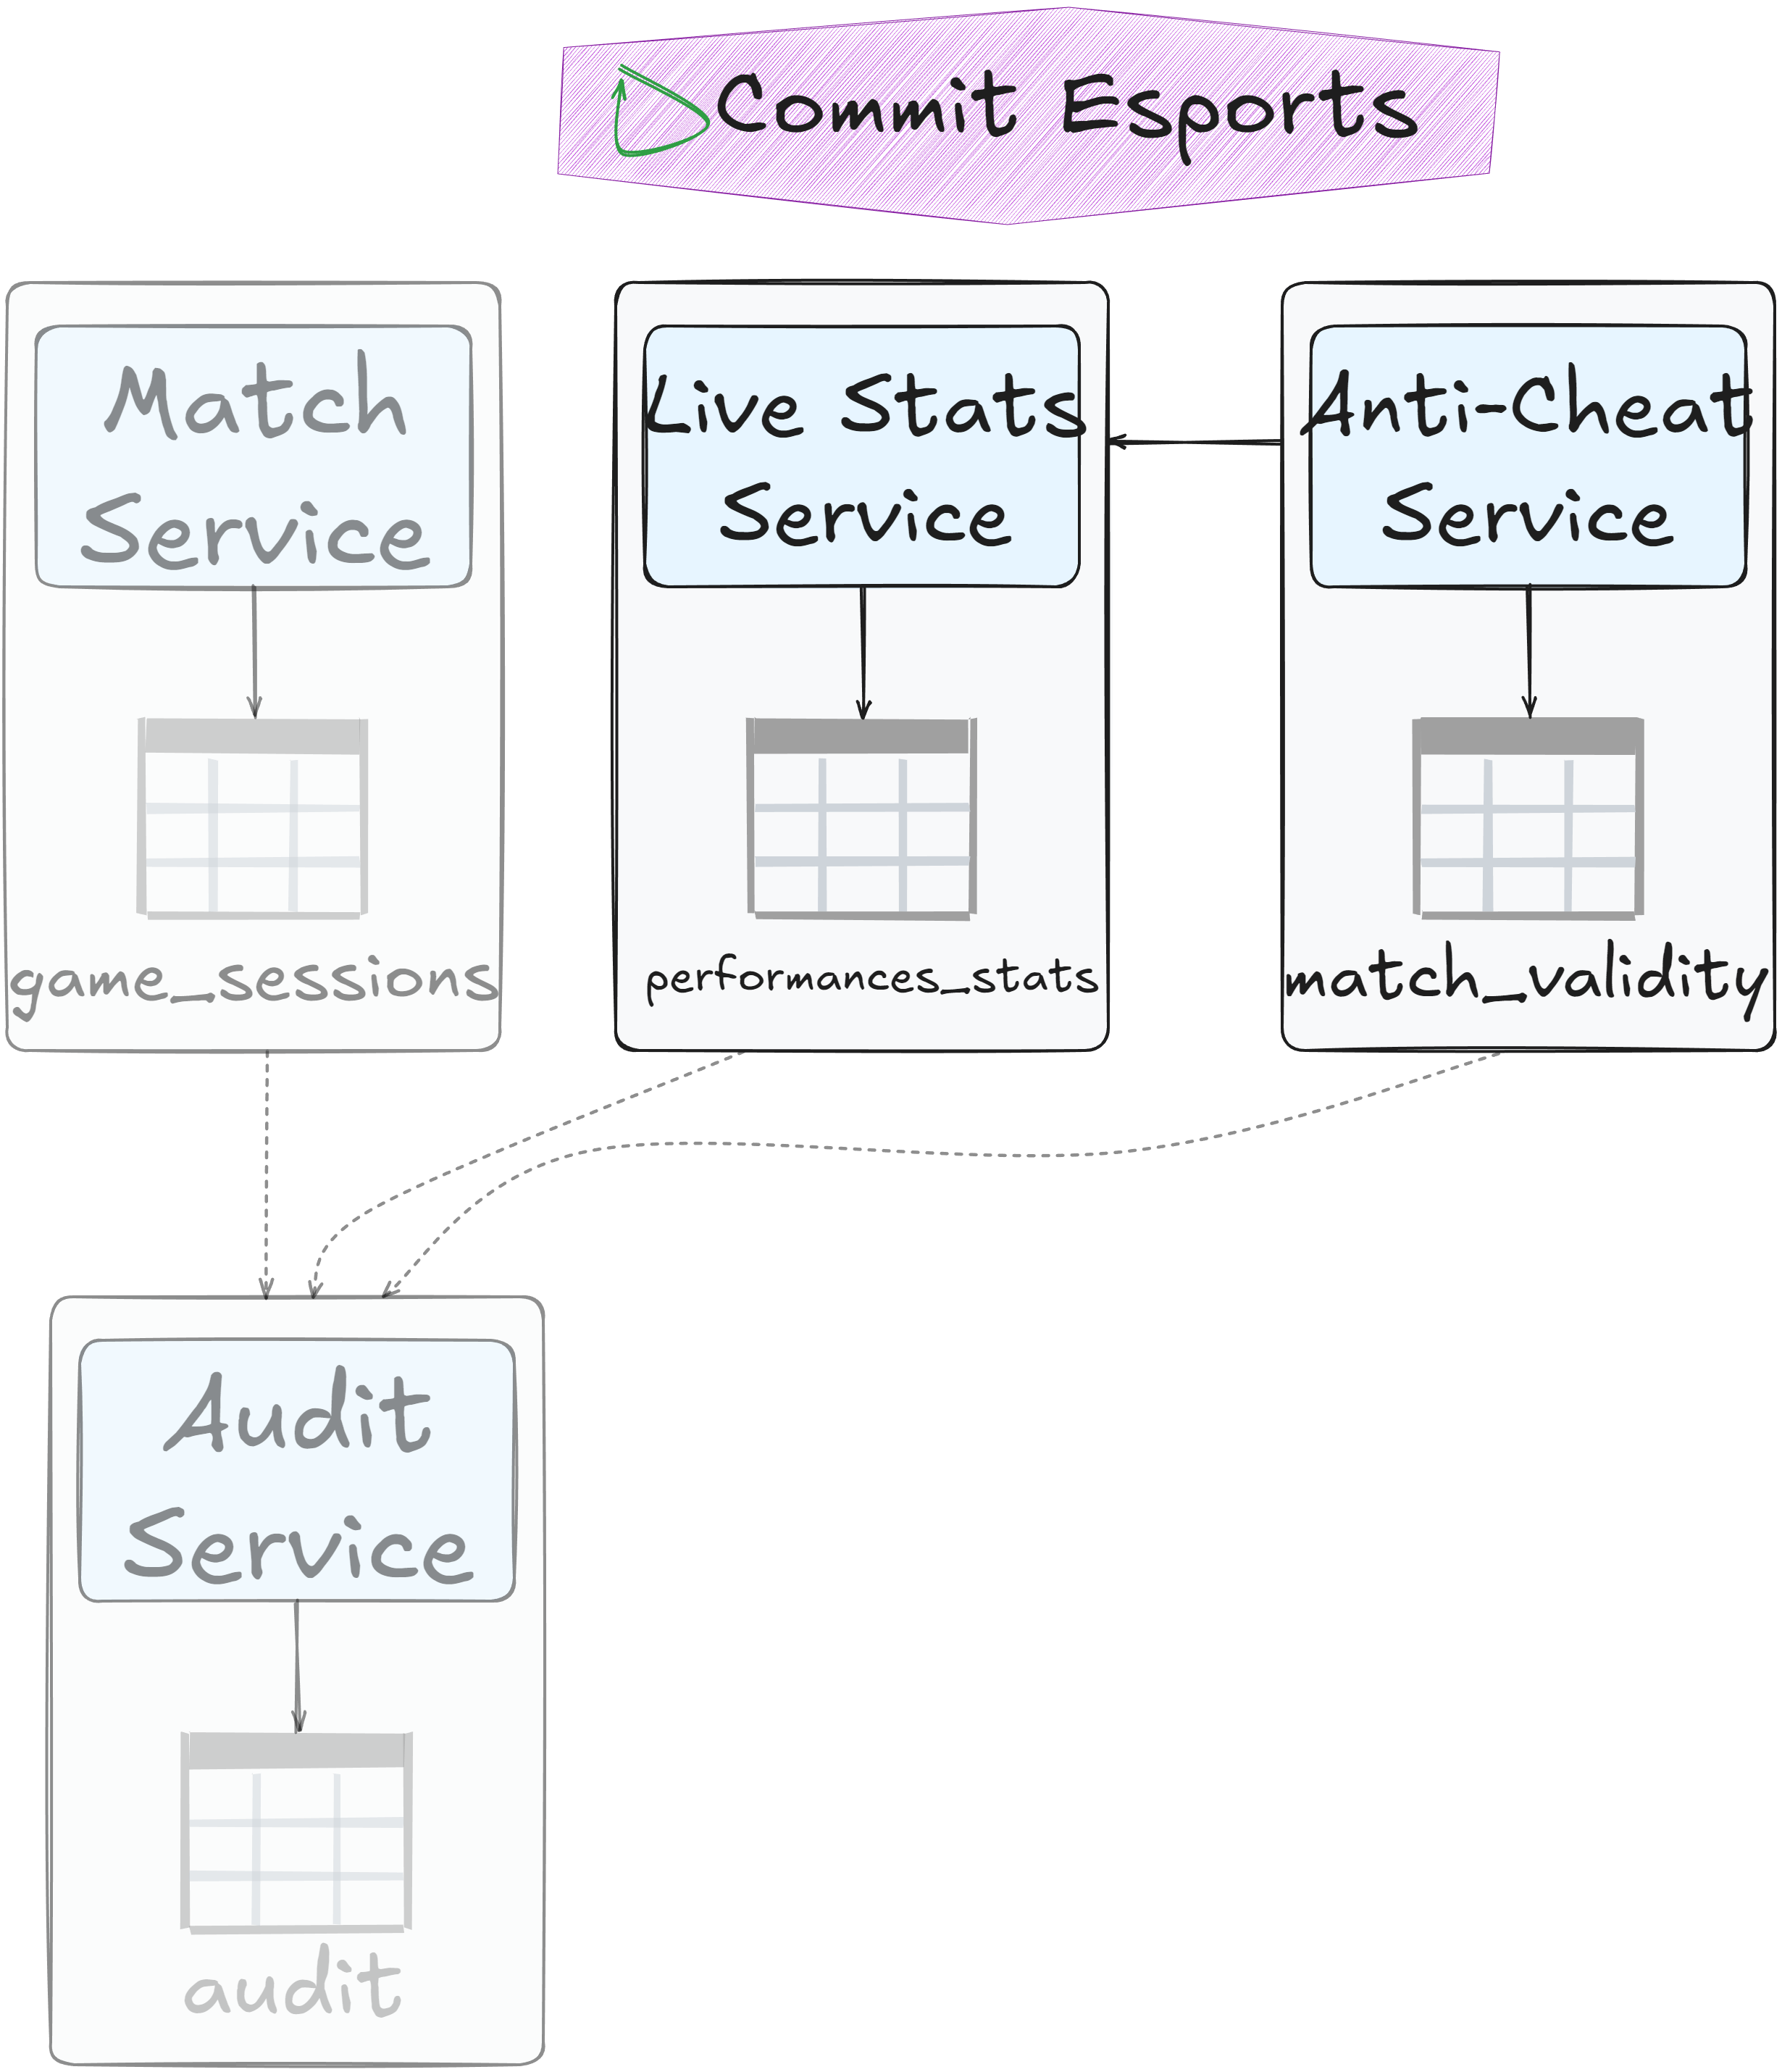 Commit Esports
Match
Service
game_sessions
Live Stats
Service
performances_stats
Anti-Cheat
Service
match_validity
Audit
Service
audit